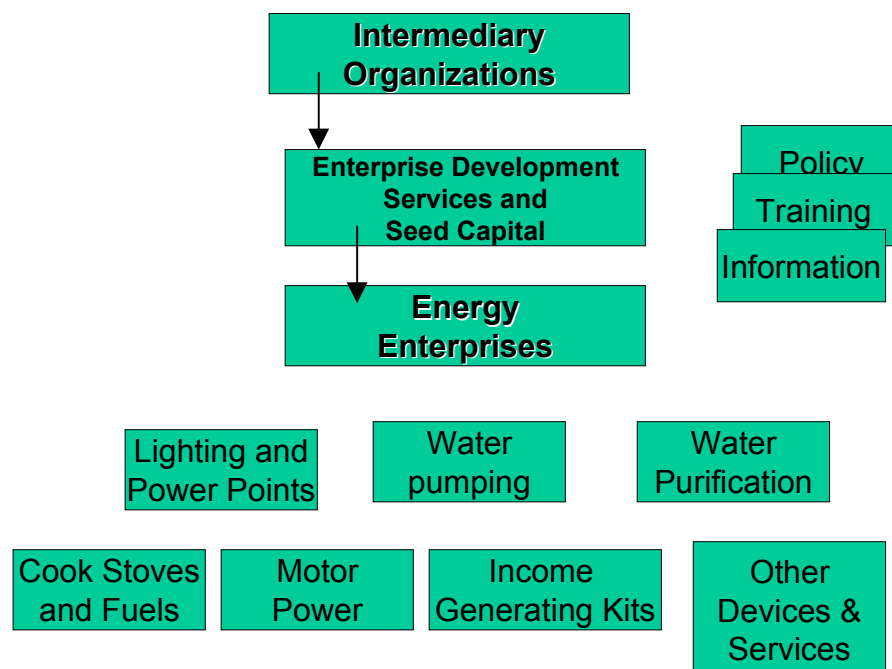 Intermediary
Organizations
Enterprise Development
Services and
Seed Capital
Policy
Training
Information
Energy
Enterprises
Lighting and
Power Points
Water
pumping
Water
Purification
Cook Stoves
and Fuels
Motor
Power
Income
Generating Kits
Other
Devices &
Services